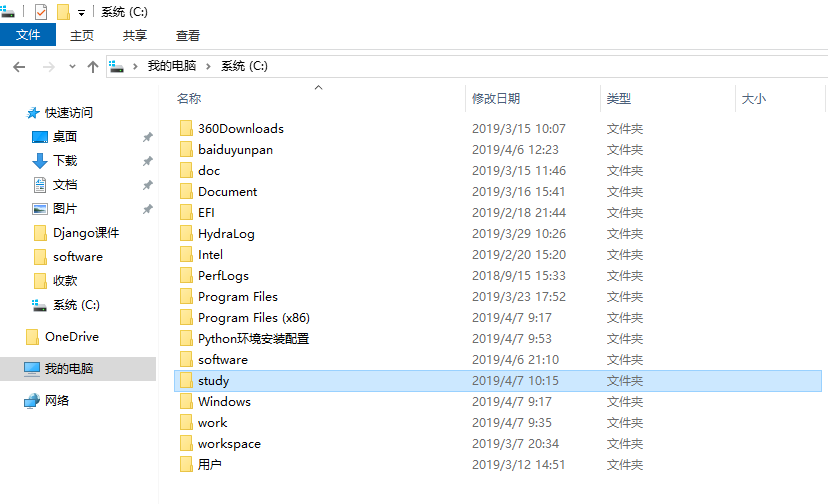 系统 (C:)
文件 主页 共享 查看
我的电脑 系统 (C:)
名称 修改日期 类型 大小
快速访问
桌面
下载
文档
图片
Django课件
software
收款
系统 (C:)
OneDrive
我的电脑
网络
360Downloads 2019/3/15 10:07 文件夹
baiduyunpan 2019/4/6 12:23 文件夹
doc 2019/3/15 11:46 文件夹
Document 2019/3/16 15:41 文件夹
EFI 2019/2/18 21:44 文件夹
HydraLog 2019/3/29 10:26 文件夹
Intel 2019/2/20 15:20 文件夹
PerfLogs 2018/9/15 15:33 文件夹
Program Files 2019/3/23 17:52 文件夹
Program Files (x86) 2019/4/7 9:17 文件夹
Python环境安装配置 2019/4/7 9:53 文件夹
software 2019/4/6 21:10 文件夹
study 2019/4/7 10:15 文件夹
Windows 2019/4/7 9:17 文件夹
work 2019/4/7 9:35 文件夹
workspace 2019/3/7 20:34 文件夹
用户 2019/3/12 14:51 文件夹